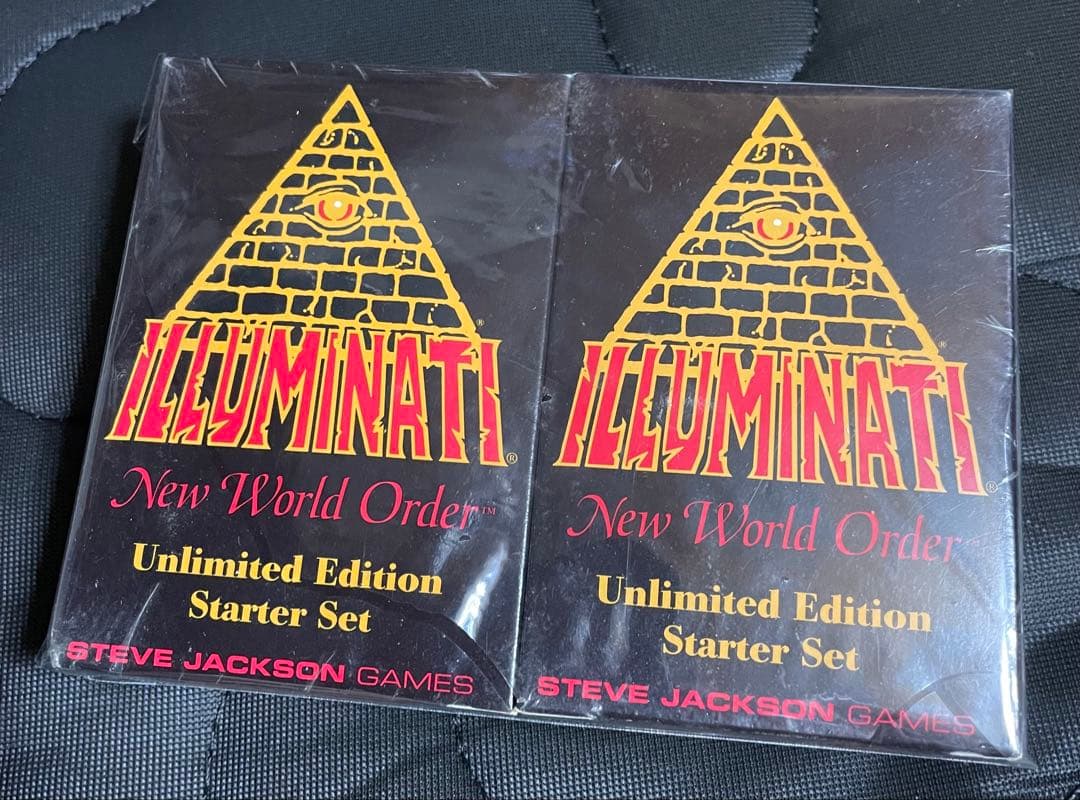 ILLUMINATI®
New World Order™
Unlimited Edition
Starter Set
STEVE JACKSON GAMES
ILLUMINATI®
New World Order
Unlimited Edition
Starter Set
STEVE JACKSON GAMES